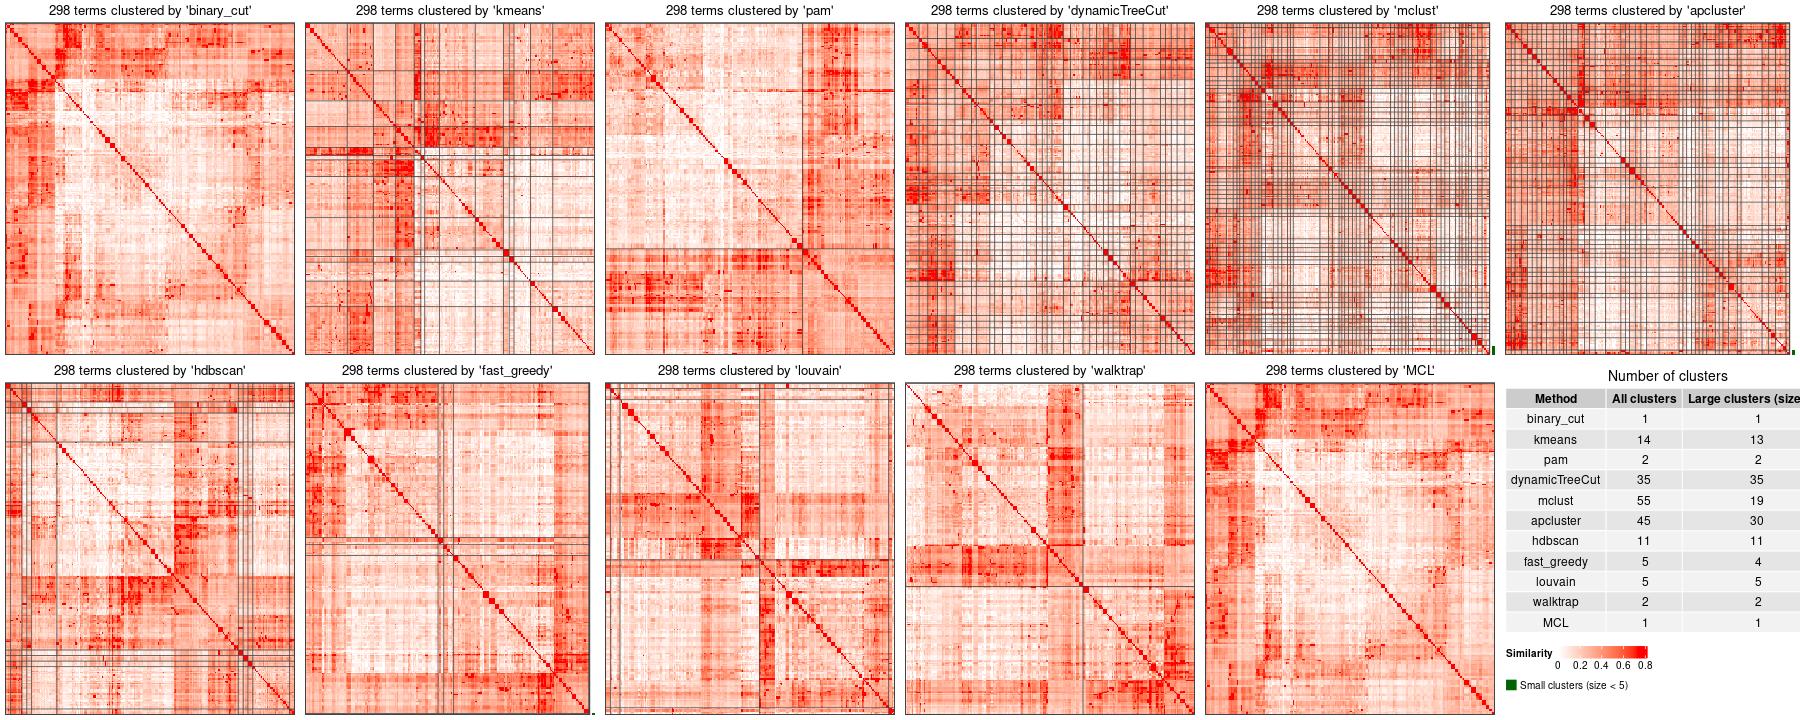 298 terms clustered by 'binary_cut'
298 terms clustered by 'kmeans'
298 terms clustered by 'pam'
298 terms clustered by 'dynamicTreeCut'
298 terms clustered by 'mclust'
298 terms clustered by 'apcluster'
298 terms clustered by 'hdbscan'
298 terms clustered by 'fast_greedy'
298 terms clustered by 'louvain'
298 terms clustered by 'walktrap'
298 terms clustered by 'MCL'
Number of clusters
Method All clusters Large clusters (size
binary_cut 1 1
kmeans 14 13
pam 2 2
dynamicTreeCut 35 35
mclust 55 19
apcluster 45 30
hdbscan 11 11
fast_greedy 5 4
louvain 5 5
walktrap 2 2
MCL 1 1
Similarity
0 0.2 0.4 0.6 0.8
Small clusters (size < 5)